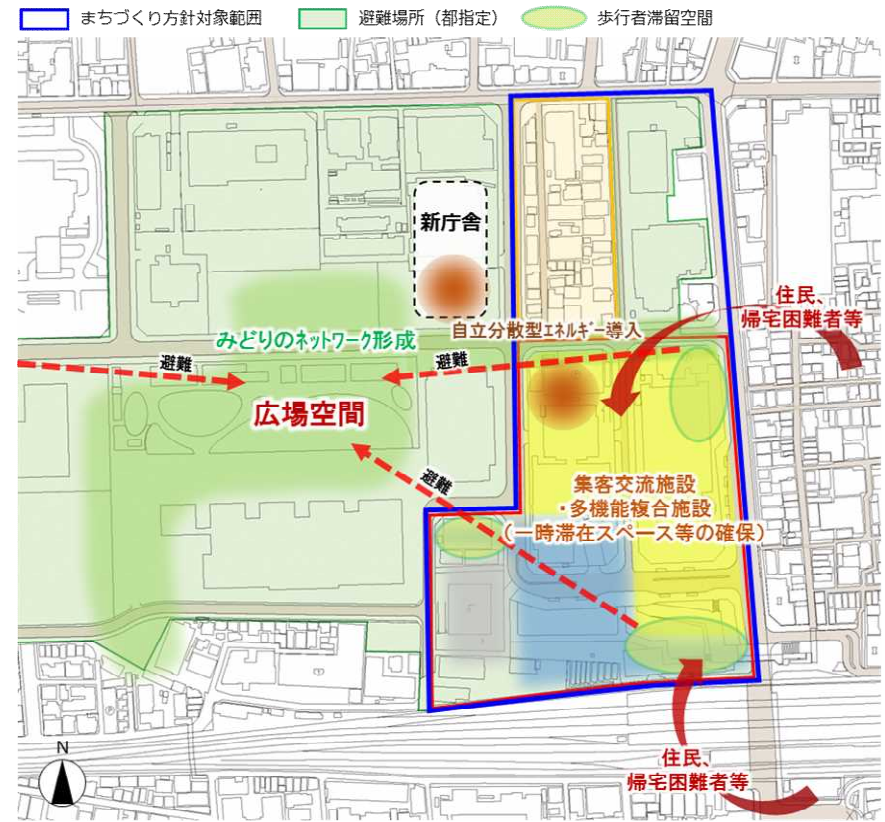 まちづくり方針対象範囲
避難場所（都指定）
歩行者滞留空間
新庁舎
住民、
帰宅困難者等
自立分散型ｴﾈﾙｷﾞｰ導入
みどりのﾈｯﾄﾜｰｸ形成
避難
避難
広場空間
避難
集客交流施設
・多機能複合施設
（一時滞在スペース等の確保）
N
住民、
帰宅困難者等